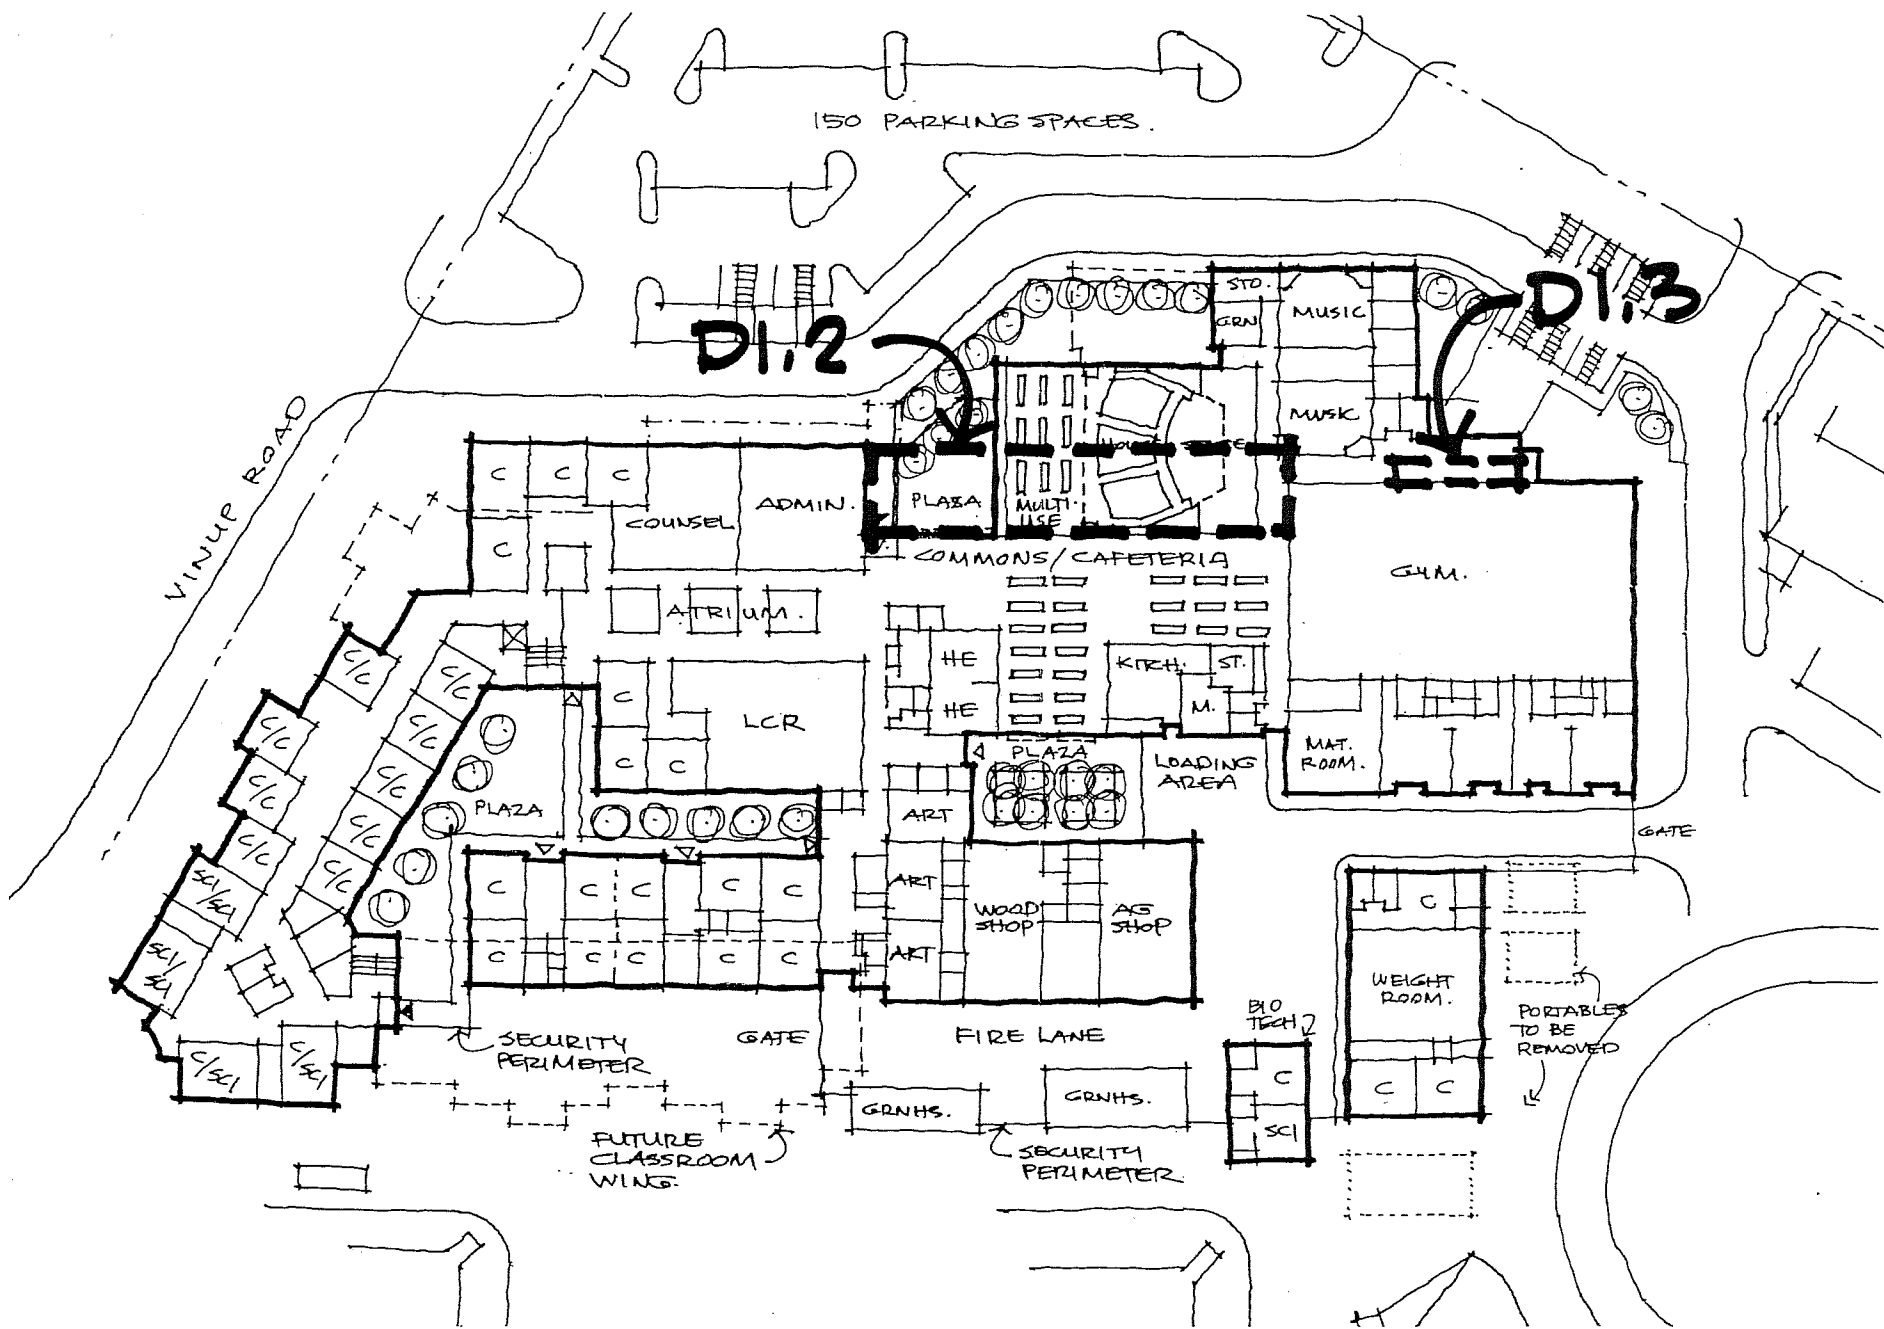 150 PARKING SPACES.
D1.2
D1.3
VINUP ROAD
STO.
GRN
MUSIC
MUSIC
C
C
C
COUNSEL
ADMIN.
PLAZA
MULTI-
USE
HOUSE
STAGE
C
COMMONS/CAFETERIA
GYM.
ATRIUM.
C/C
C/C
C
LCR
HE
HE
KITCH.
ST.
M.
C/C
C/C
C/C
C/C
C
C
PLAZA
PLAZA
LOADING
AREA
MAT.
ROOM.
C/C
C/C
C/C
ART
GATE
SCI/SCI
SCI/
SCI
C
C
C
C
C
C
C
C
C
ART
ART
WOOD
SHOP
AG
SHOP
C
WEIGHT
ROOM.
C
C
PORTABLES
TO BE
REMOVED
C/SCI
C/SCI
SECURITY
PERIMETER
GATE
FIRE LANE
BIO
TECH
C
SCI
GRNHS.
GRNHS.
FUTURE
CLASSROOM
WING.
SECURITY
PERIMETER